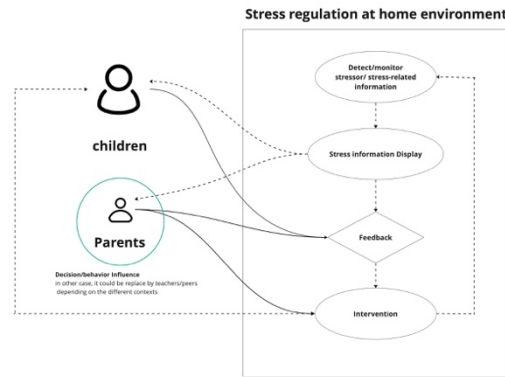 Stress regulation at home environment
Detect/monitor
stressor/ stress-related
information
children
Stress information Display
Parents
Feedback
Decision/behavior Influence
in other case, it could be replace by teachers/peers
depending on the different contexts
Intervention